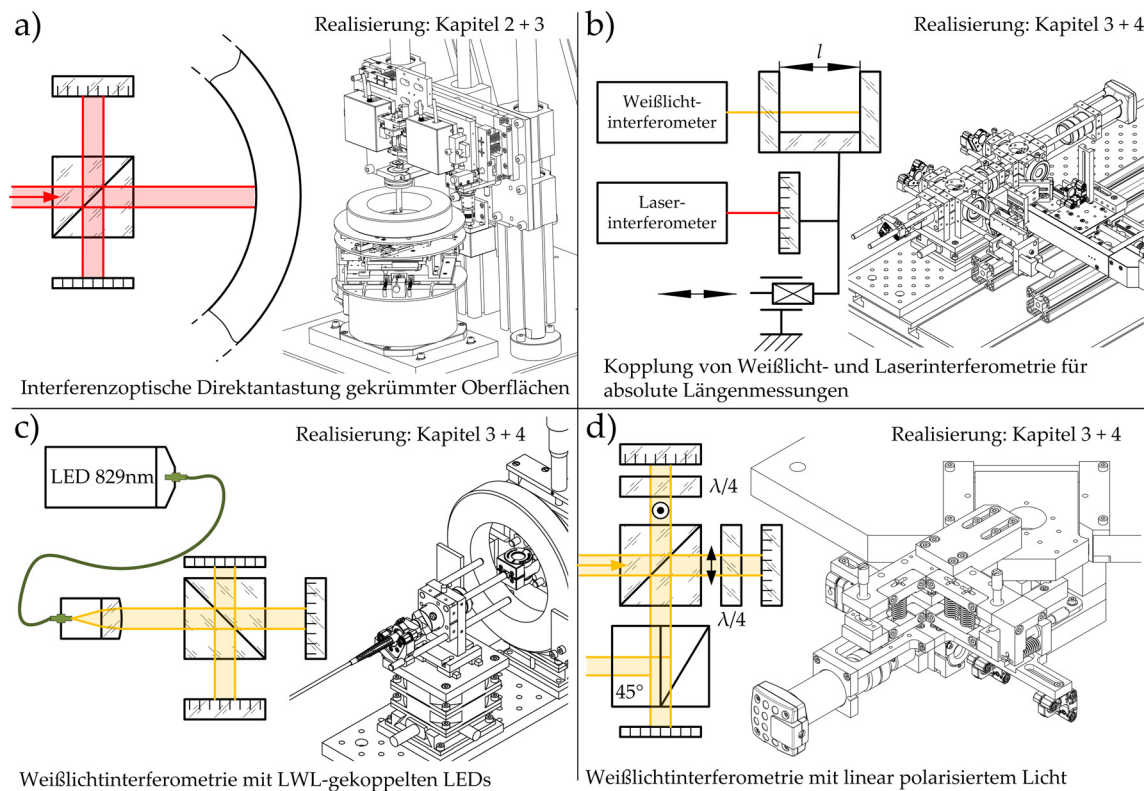 a)
Realisierung: Kapitel 2 + 3
Interferenzoptische Direktantastung gekrümmter Oberflächen
b)
Realisierung: Kapitel 3 + 4
l
Weißlicht-
interferometer
Laser-
interferometer
Kopplung von Weißlicht- und Laserinterferometrie für
absolute Längenmessungen
c)
Realisierung: Kapitel 3 + 4
LED 829nm
Weißlichtinterferometrie mit LWL-gekoppelten LEDs
d)
Realisierung: Kapitel 3 + 4
λ/4
λ/4
45°
Weißlichtinterferometrie mit linear polarisiertem Licht